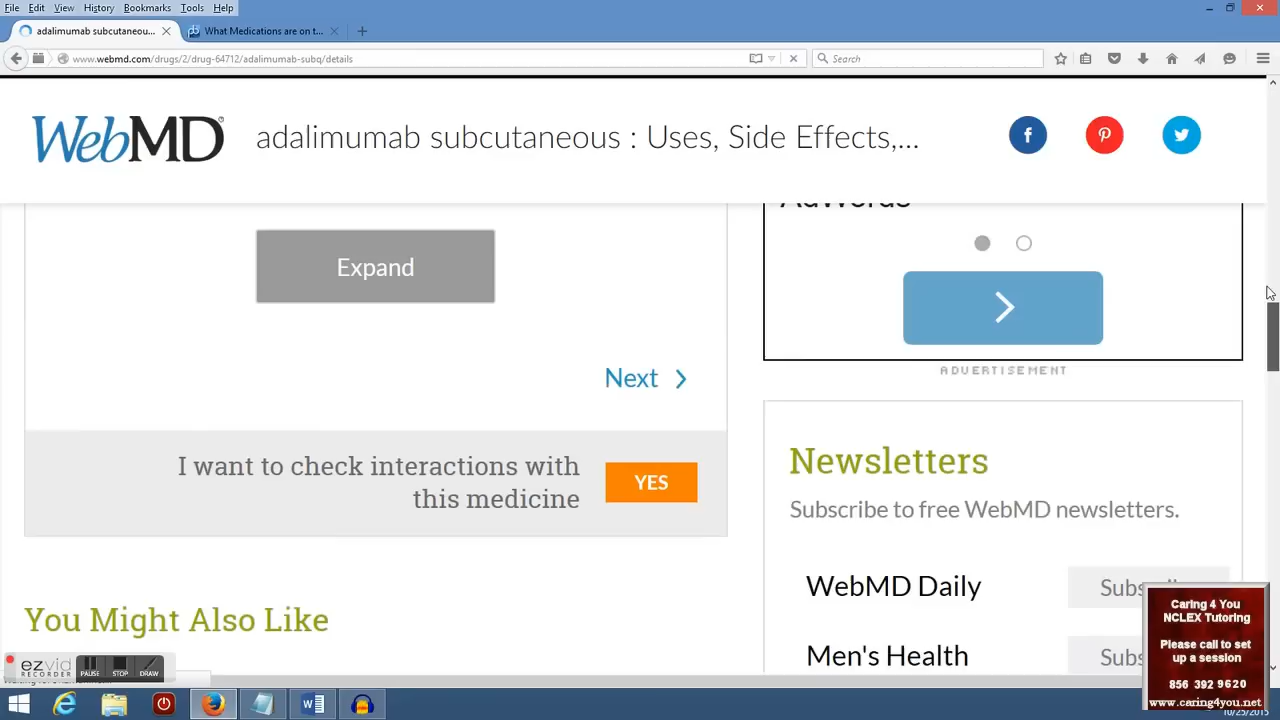 File Edit View History Bookmarks Tools Help
adalimumab subcutaneou...
What Medications are on t...
www.webmd.com/drugs/2/drug-64712/adalimumab-subq/details
Search
WebMD
adalimumab subcutaneous : Uses, Side Effects,...
Expand
Next
ADVERTISEMENT
I want to check interactions with
this medicine
YES
Newsletters
Subscribe to free WebMD newsletters.
WebMD Daily
Men's Health
You Might Also Like
ezvid
RECORDER
PAUSE
STOP
DRAW
Caring 4 You
NCLEX Tutoring
Please call to set
up a session
856 392 9620
www.caring4you.net
10/25/2015